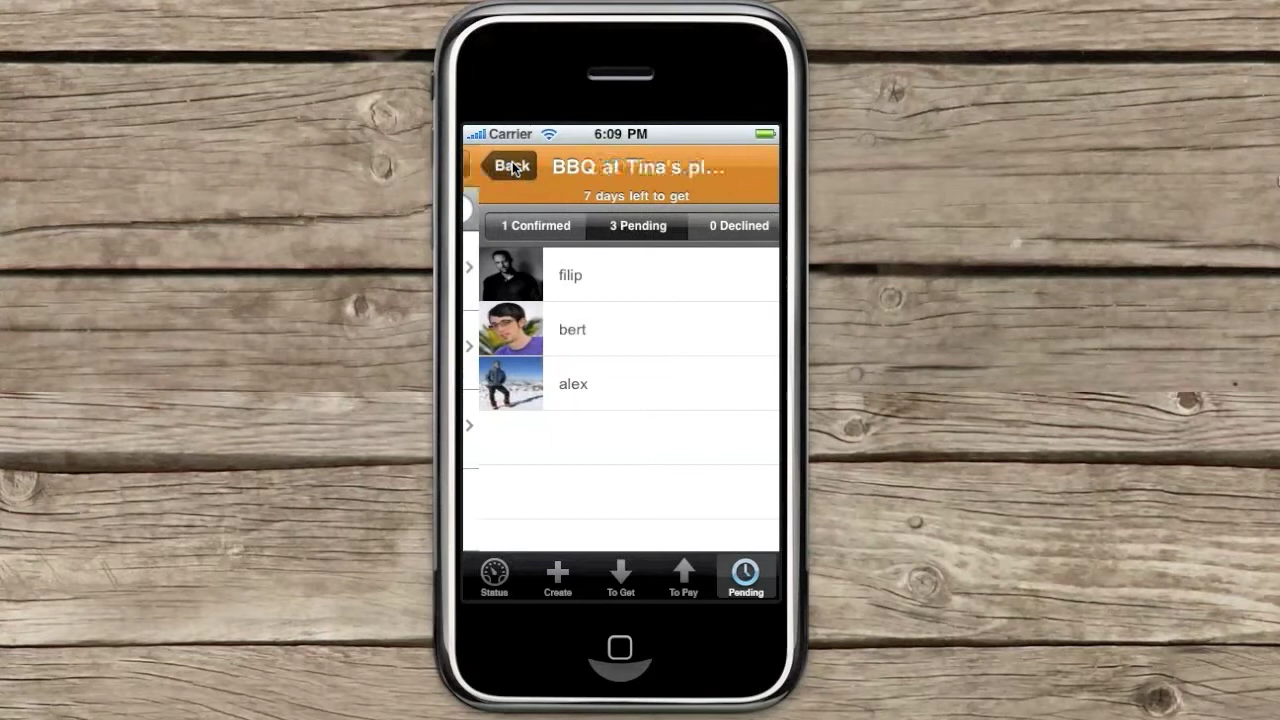 Carrier 6:09 PM
Back BBQ at Tina's pl...
7 days left to get
1 Confirmed 3 Pending 0 Declined
filip
bert
alex
Status Create To Get To Pay Pending